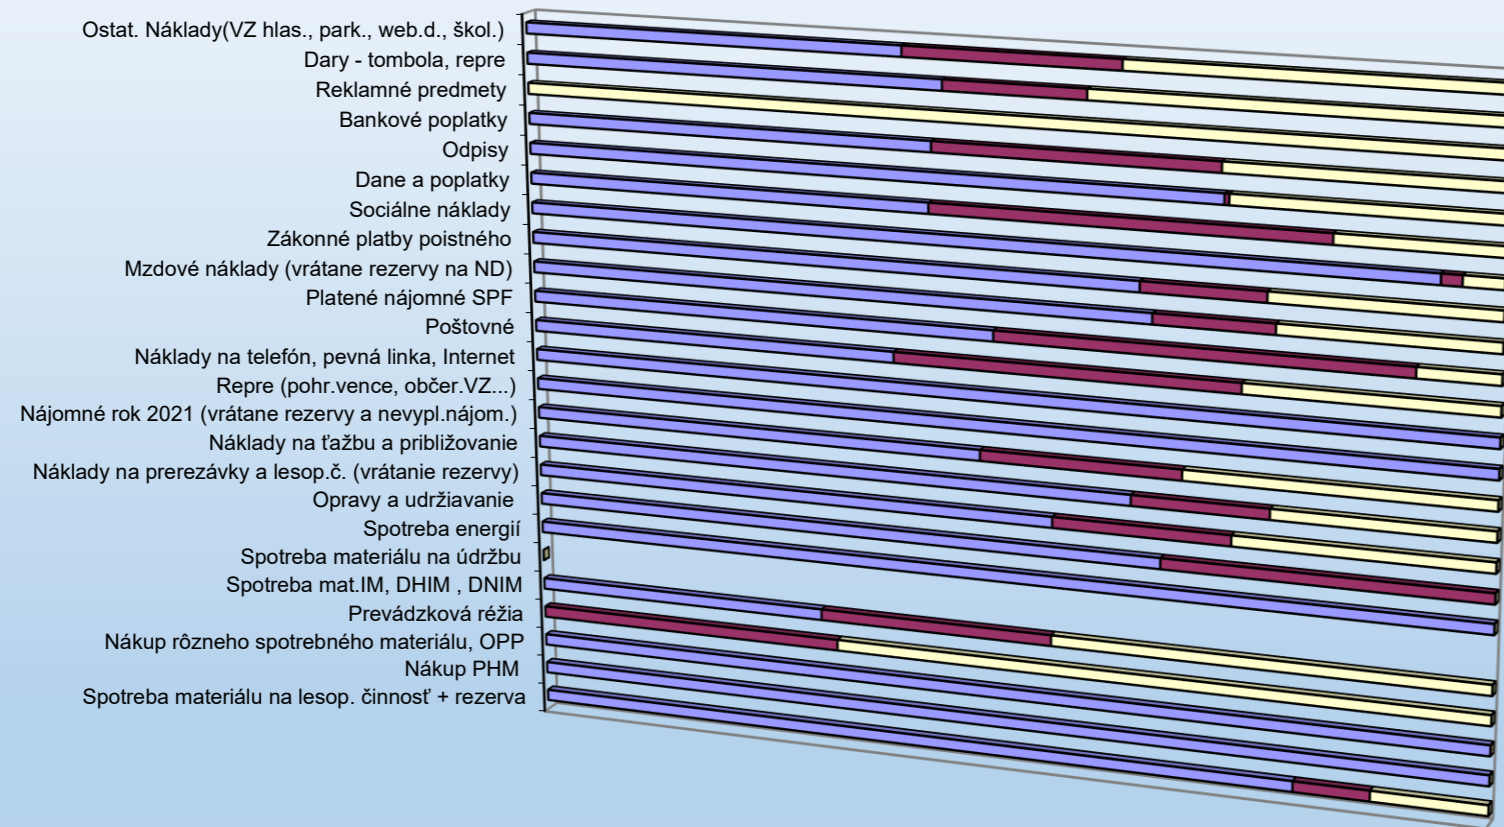 Ostat. Náklady(VZ hlas., park., web.d., škol.)
Dary - tombola, repre
Reklamné predmety
Bankové poplatky
Odpisy
Dane a poplatky
Sociálne náklady
Zákonné platby poistného
Mzdové náklady (vrátane rezervy na ND)
Platené nájomné SPF
Poštovné
Náklady na telefón, pevná linka, Internet
Repre (pohr.vence, občer.VZ...)
Nájomné rok 2021 (vrátane rezervy a nevypl.nájom.)
Náklady na ťažbu a približovanie
Náklady na prerezávky a lesop.č. (vrátanie rezervy)
Opravy a udržiavanie
Spotreba energií
Spotreba materiálu na údržbu
Spotreba mat.IM, DHIM , DNIM
Prevádzková réžia
Nákup rôzneho spotrebného materiálu, OPP
Nákup PHM
Spotreba materiálu na lesop. činnosť + rezerva